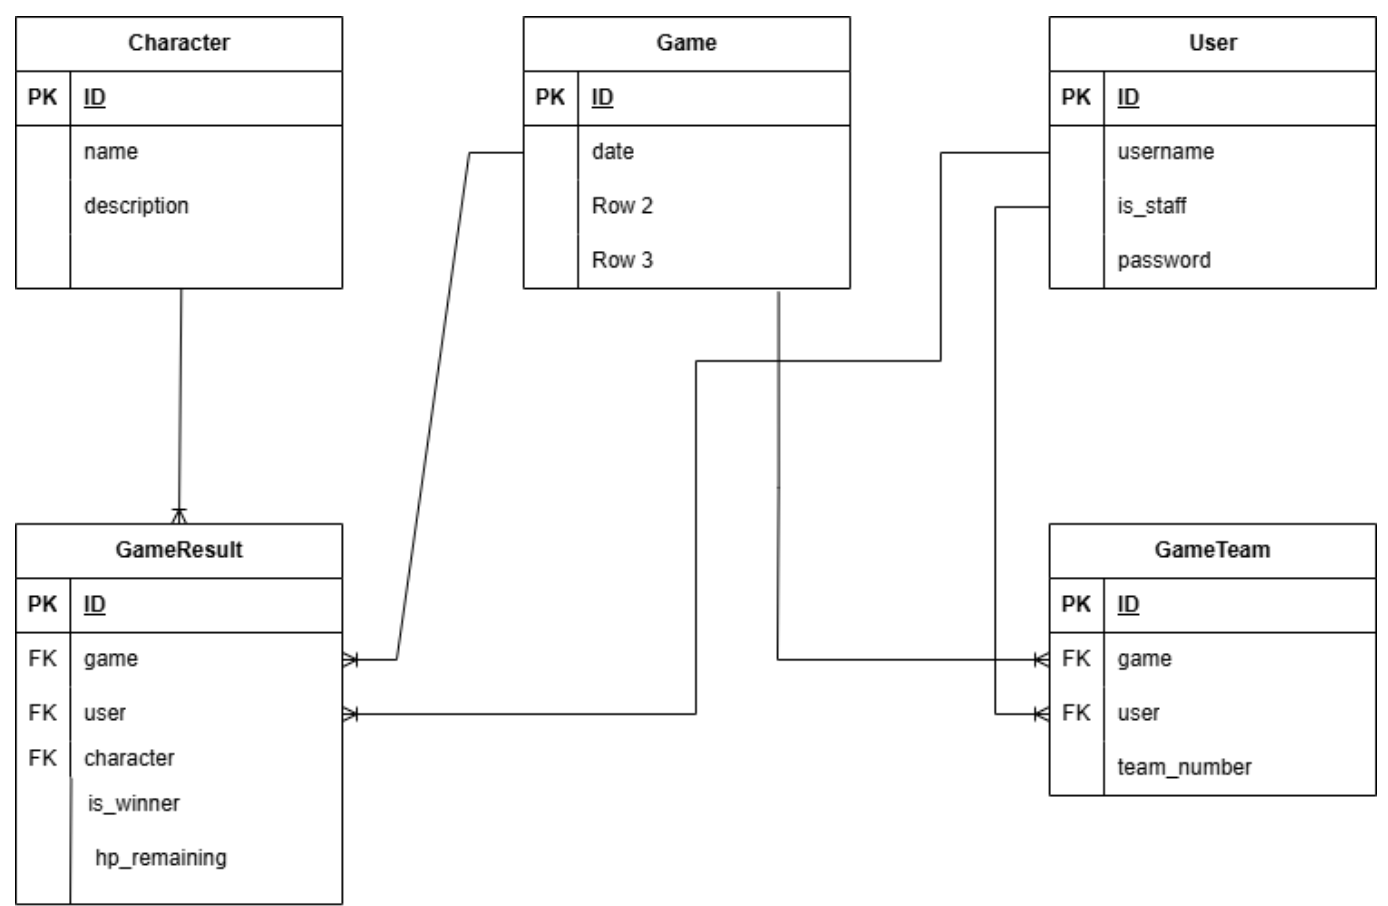 Character
PK ID
name
description
Game
PK ID
date
Row 2
Row 3
User
PK ID
username
is_staff
password
GameResult
PK ID
FK game
FK user
FK character
is_winner
hp_remaining
GameTeam
PK ID
FK game
FK user
team_number